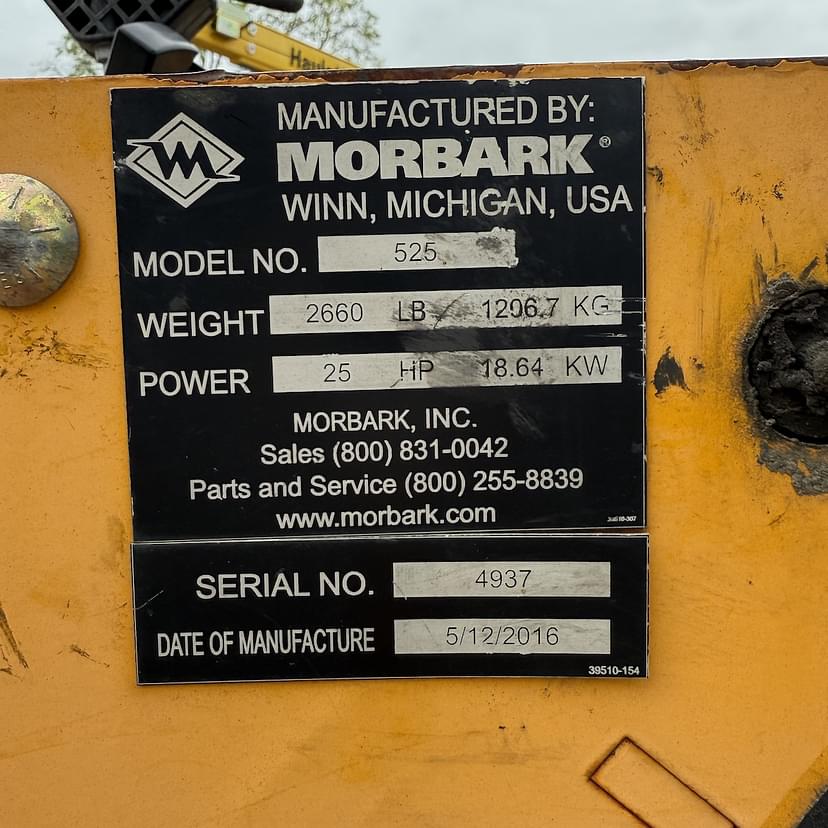 Haul
MANUFACTURED BY:
MORBARK®
WINN, MICHIGAN, USA
MODEL NO. 525
WEIGHT 2660 LB 1206.7 KG
POWER 25 HP 18.64 KW
MORBARK, INC.
Sales (800) 831-0042
Parts and Service (800) 255-8839
www.morbark.com
SERIAL NO. 4937
DATE OF MANUFACTURE 5/12/2016
39510-154